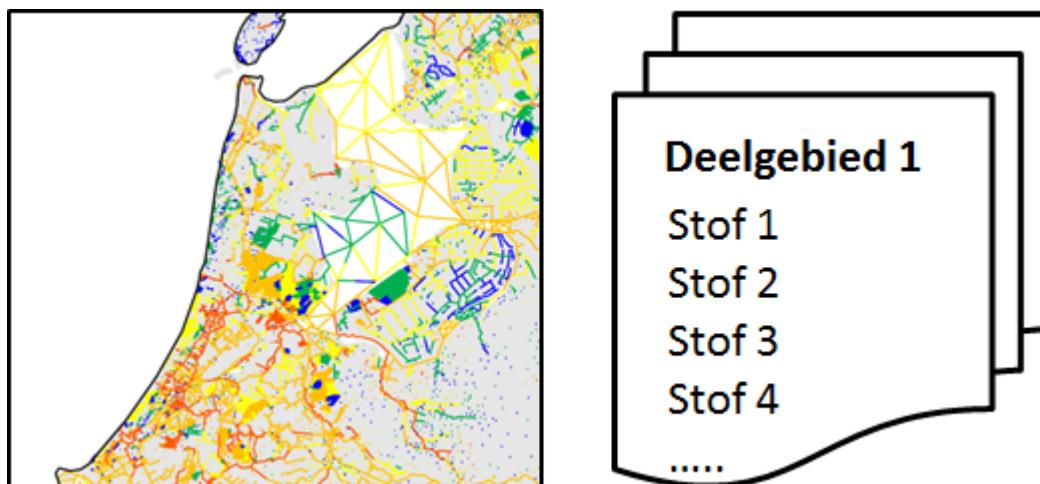 Deelgebied 1
Stof 1
Stof 2
Stof 3
Stof 4
.....